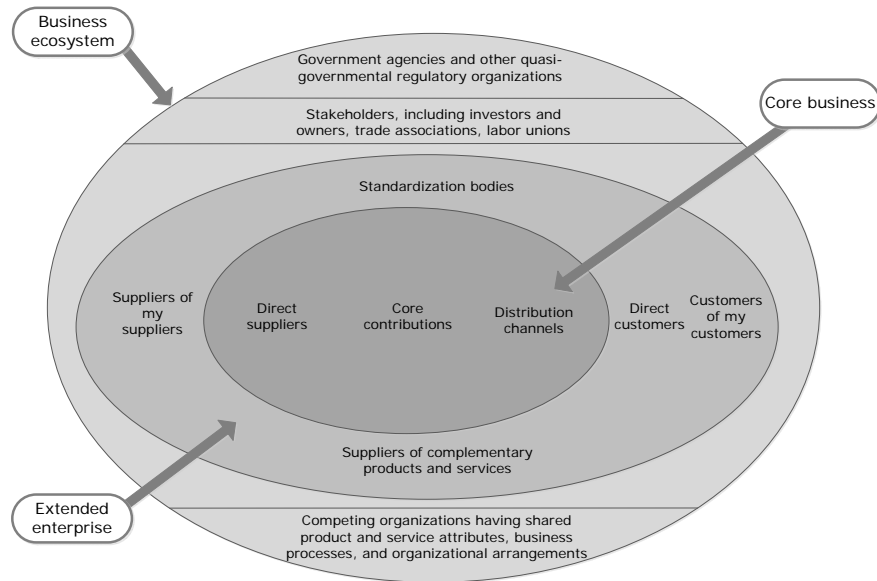 Business
ecosystem
Government agencies and other quasi-
governmental regulatory organizations
Stakeholders, including investors and
owners, trade associations, labor unions
Core business
Standardization bodies
Suppliers of
my
suppliers
Direct
suppliers
Core
contributions
Distribution
channels
Direct
customers
Customers
of my
customers
Suppliers of complementary
products and services
Extended
enterprise
Competing organizations having shared
product and service attributes, business
processes, and organizational arrangements